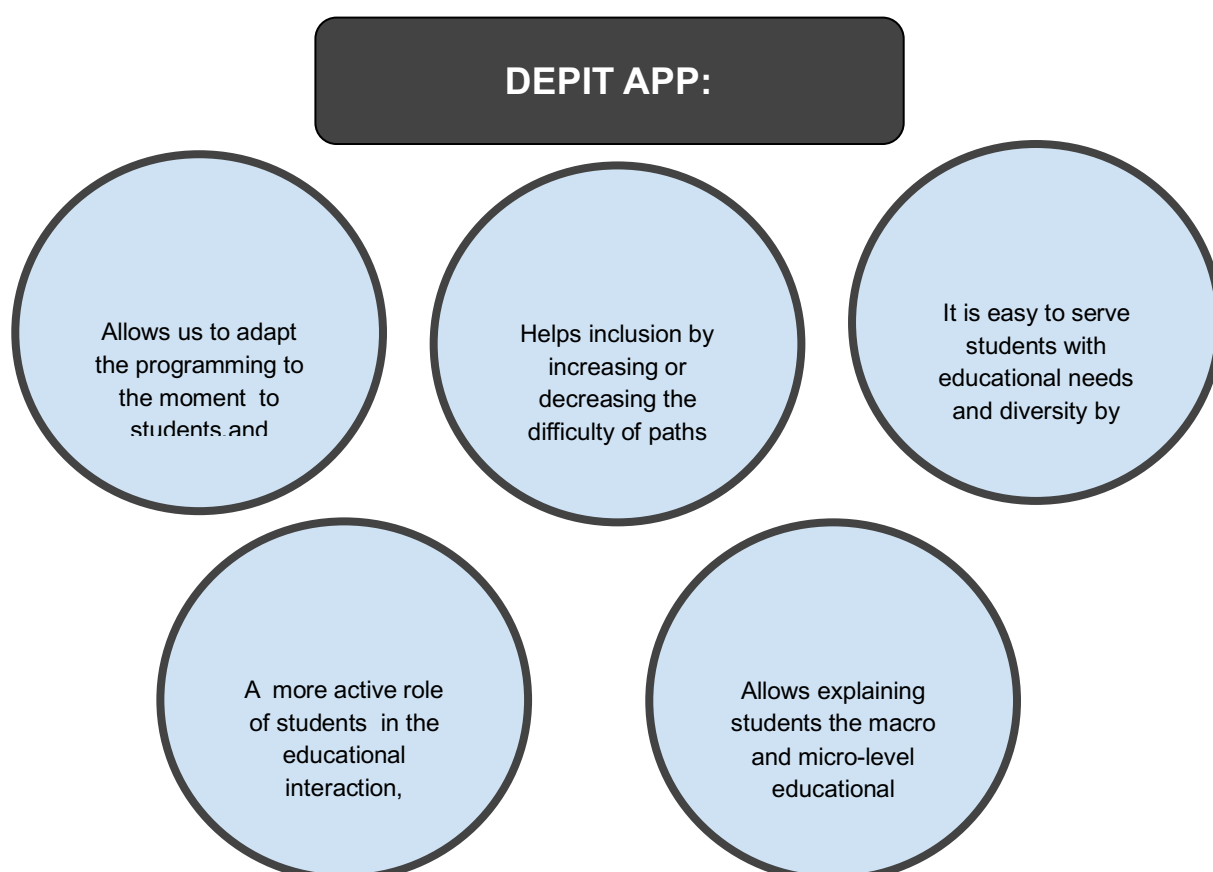 DEPIT APP:
Allows us to adapt
the programming to
the moment to
students,and
Helps inclusion by
increasing or
decreasing the
difficulty of paths
It is easy to serve
students with
educational needs
and diversity by
A more active role
of students in the
educational
interaction,
Allows explaining
students the macro
and micro-level
educational